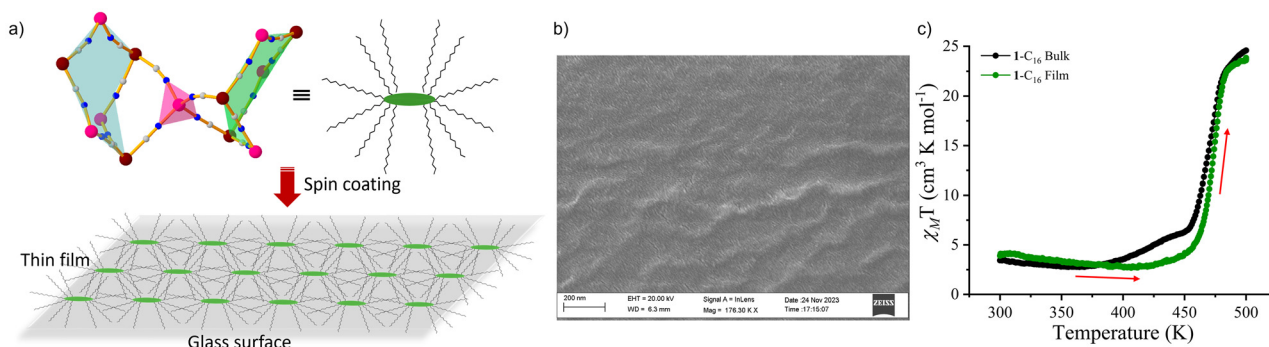 a)
≡
Spin coating
Thin film
Glass surface
b)
200 nm
EHT = 20.00 kV
WD = 6.3 mm
Signal A = InLens
Mag = 176.30 K X
Date :24 Nov 2023
Time :17:15:07
ZEISS
c)
1-C16 Bulk
1-C16 Film
χMT (cm3 K mol-1)
25
20
15
10
5
0
300 350 400 450 500
Temperature (K)